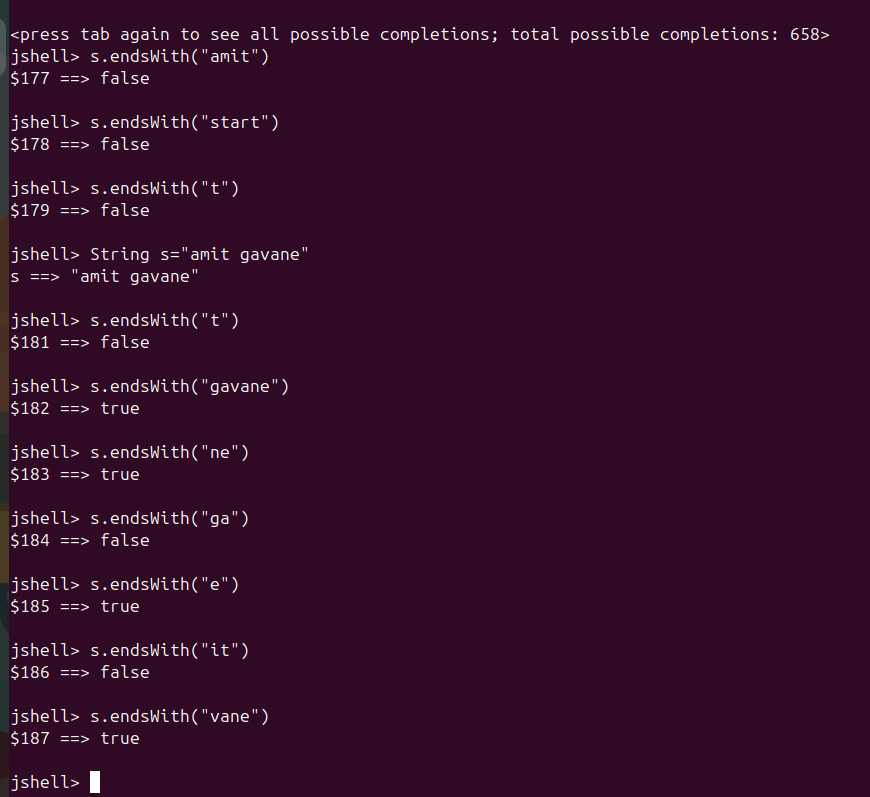 <press tab again to see all possible completions; total possible completions: 658>
jshell> s.endsWith("amit")
$177 ==> false
jshell> s.endsWith("start")
$178 ==> false
jshell> s.endsWith("t")
$179 ==> false
jshell> String s="amit gavane"
s ==> "amit gavane"
jshell> s.endsWith("t")
$181 ==> false
jshell> s.endsWith("gavane")
$182 ==> true
jshell> s.endsWith("ne")
$183 ==> true
jshell> s.endsWith("ga")
$184 ==> false
jshell> s.endsWith("e")
$185 ==> true
jshell> s.endsWith("it")
$186 ==> false
jshell> s.endsWith("vane")
$187 ==> true
jshell>